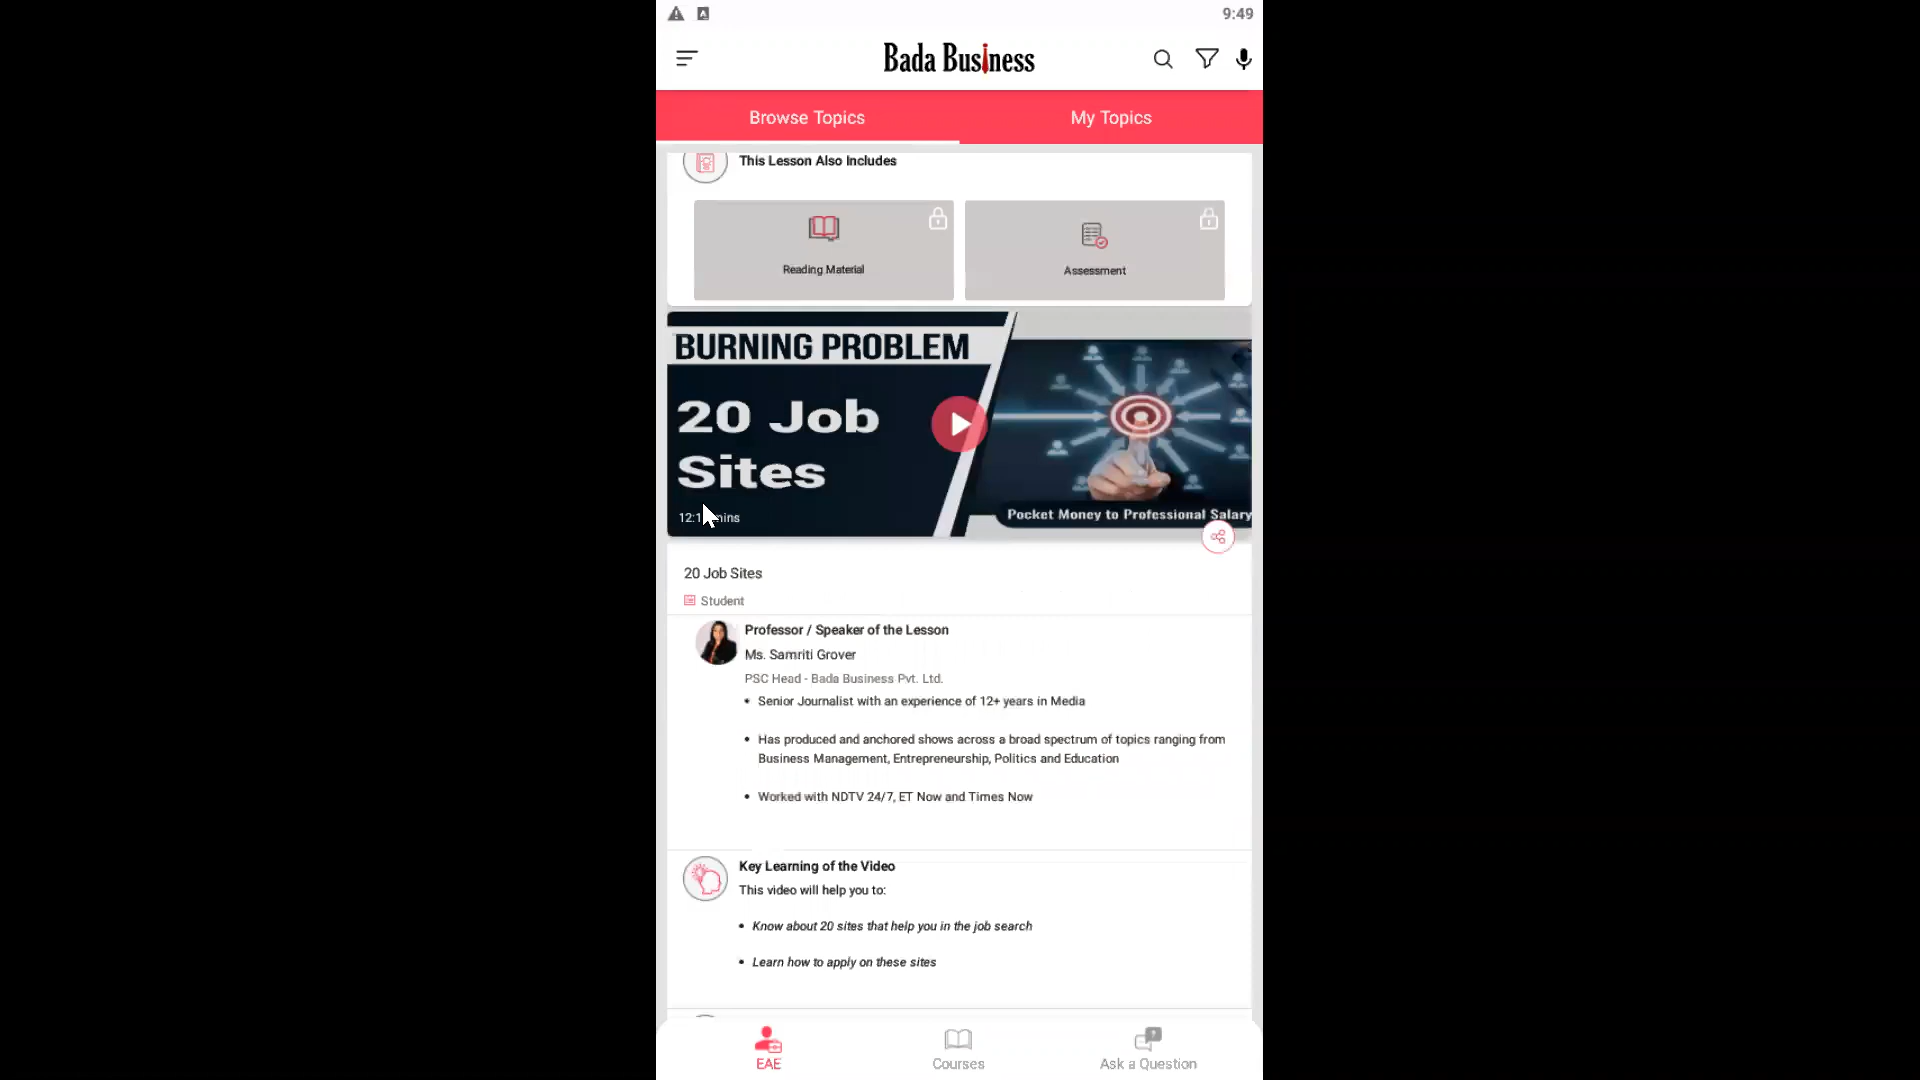 9:49
Bada Business
Browse Topics
My Topics
This Lesson Also Includes
Reading Material
Assessment
BURNING PROBLEM
20 Job
Sites
mins
Pocket Money to Professional Salary
20 Job Sites
Student
Professor / Speaker of the Lesson
Ms. Samriti Grover
PSC Head - Bada Business Pvt. Ltd.
• Senior Journalist with an experience of 12+ years in Media
• Has produced and anchored shows across a broad spectrum of topics ranging from
Business Management, Entrepreneurship, Politics and Education
• Worked with NDTV 24/7, ET Now and Times Now
Key Learning of the Video
This video will help you to:
• Know about 20 sites that help you in the job search
• Learn how to apply on these sites
EAE
Courses
Ask a Question